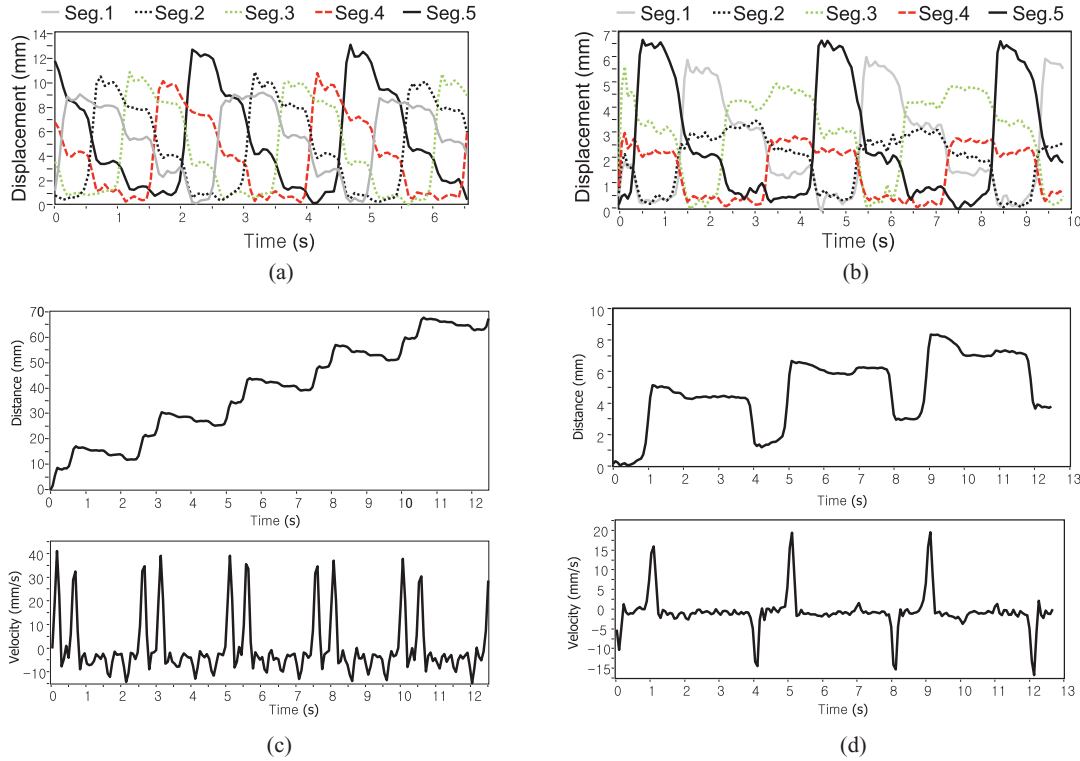 Seg.1 Seg.2 Seg.3 Seg.4 Seg.5
Displacement (mm)
14
12
10
8
6
4
2
0
0 1 2 3 4 5 6
Time (s)
(a)
Seg.1 Seg.2 Seg.3 Seg.4 Seg.5
Displacement (mm)
7
6
5
4
3
2
1
0
0 1 2 3 4 5 6 7 8 9 10
Time (s)
(b)
Distance (mm)
70
60
50
40
30
20
10
0
0 1 2 3 4 5 6 7 8 9 10 11 12
Time (s)
Velocity (mm/s)
40
30
20
10
0
-10
0 1 2 3 4 5 6 7 8 9 10 11 12
Time (s)
(c)
Distance (mm)
10
8
6
4
2
0
0 1 2 3 4 5 6 7 8 9 10 11 12 13
Time (s)
Velocity (mm/s)
20
15
10
5
0
-5
-10
-15
0 1 2 3 4 5 6 7 8 9 10 11 12 13
Time (s)
(d)